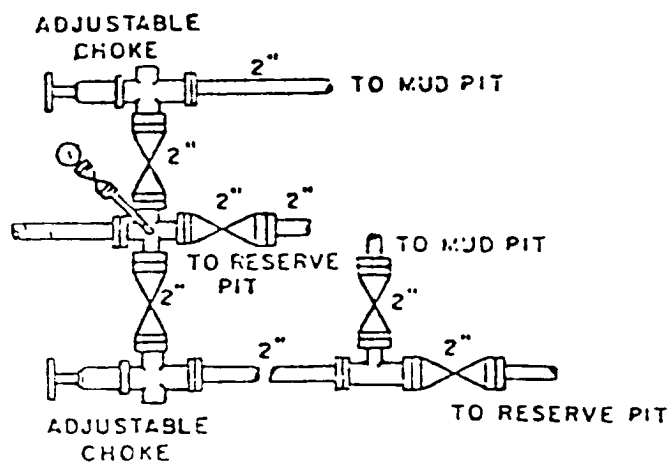 ADJUSTABLE
CHOKE
2"
TO MUD PIT
2"
2"
2"
TO RESERVE
PIT
TO MUD PIT
2"
2"
2"
2"
ADJUSTABLE
CHOKE
TO RESERVE PIT